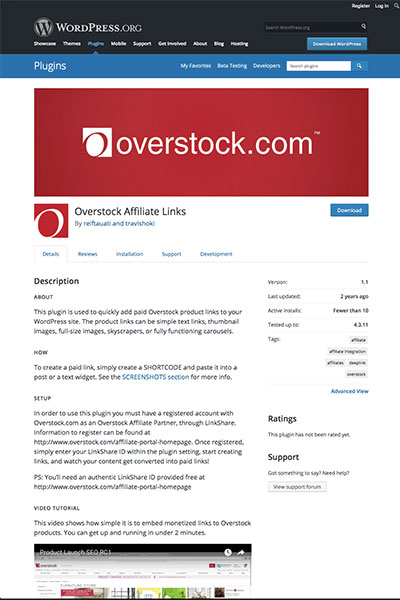 Register Log In
WORDPRESS.ORG
Search WordPress.org
Showcase Themes Plugins Mobile Support Get Involved About Blog Hosting
Download WordPress
Plugins
My Favorites Beta Testing Developers
Search plugins
overstock.com™
Overstock Affiliate Links
By reiftauati and travishoki
Download
Details Reviews Installation Support Development
Description
ABOUT
This plugin is used to quickly add paid Overstock product links to your
WordPress site. The product links can be simple text links, thumbnail
images, full-size images, skyscrapers, or fully functioning carousels.
HOW
To create a paid link, simply create a SHORTCODE and paste it into a
post or a text widget. See the SCREENSHOTS section for more info.
SETUP
In order to use this plugin you must have a registered account with
Overstock.com as an Overstock Affiliate Partner, through LinkShare.
Information to register can be found at
http://www.overstock.com/affiliate-portal-homepage. Once registered,
simply enter your LinkShare ID within the plugin setting, start creating
links, and watch your content get converted into paid links!
PS: You'll need an authentic LinkShare ID provided free at
http://www.overstock.com/affiliate-portal-homepage
VIDEO TUTORIAL
This video shows how simple it is to embed monetized links to Overstock
products. You can get up and running in under 2 minutes.
Product Launch SEO RC1
overstock
Version: 1.1
Last updated: 2 years ago
Active installs: Fewer than 10
Tested up to: 4.3.11
Tags: affiliate
affiliate integration
affiliates deeplink
overstock
Advanced View
Ratings
This plugin has not been rated yet.
Support
Got something to say? Need help?
View support forum